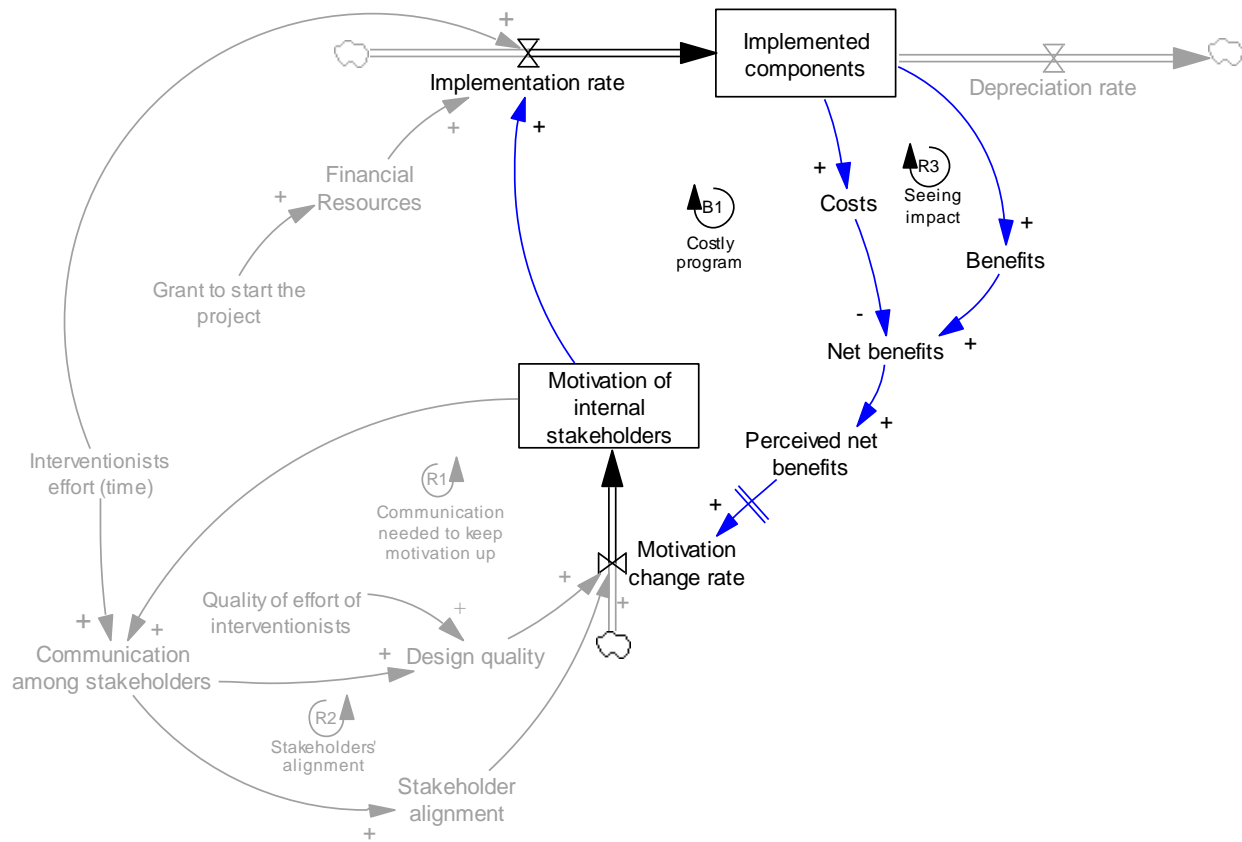 +
Implemented
components
Implementation rate
Depreciation rate
+
+
Financial
Resources
+
Grant to start the
project
+
Costs
R3
Seeing
impact
B1
Costly
program
+
Benefits
-
Net benefits
+
Motivation of
internal
stakeholders
+
Perceived net
benefits
Interventionists
effort (time)
R1
Communication
needed to keep
motivation up
+
Motivation
change rate
+
+
Quality of effort of
interventionists
+
+
+
Communication
among stakeholders
+
Design quality
R2
Stakeholders'
alignment
Stakeholder
alignment
+